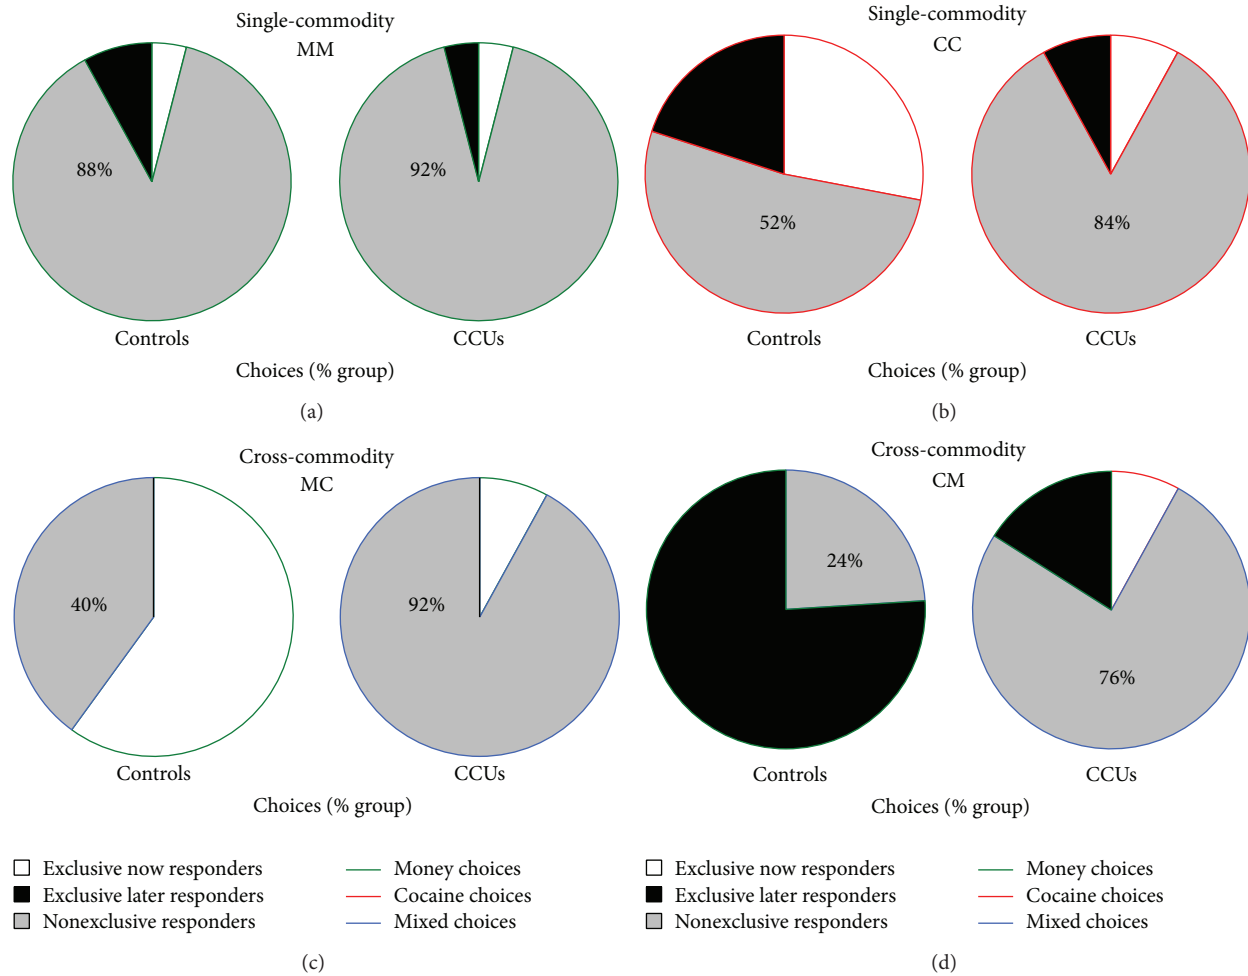 Single-commodity
MM
88%
92%
Controls
CCUs
Choices (% group)
(a)
Single-commodity
CC
52%
84%
Controls
CCUs
Choices (% group)
(b)
Cross-commodity
MC
40%
92%
Controls
CCUs
Choices (% group)
Exclusive now responders
Exclusive later responders
Nonexclusive responders
Money choices
Cocaine choices
Mixed choices
(c)
Cross-commodity
CM
24%
76%
Controls
CCUs
Choices (% group)
Exclusive now responders
Exclusive later responders
Nonexclusive responders
Money choices
Cocaine choices
Mixed choices
(d)